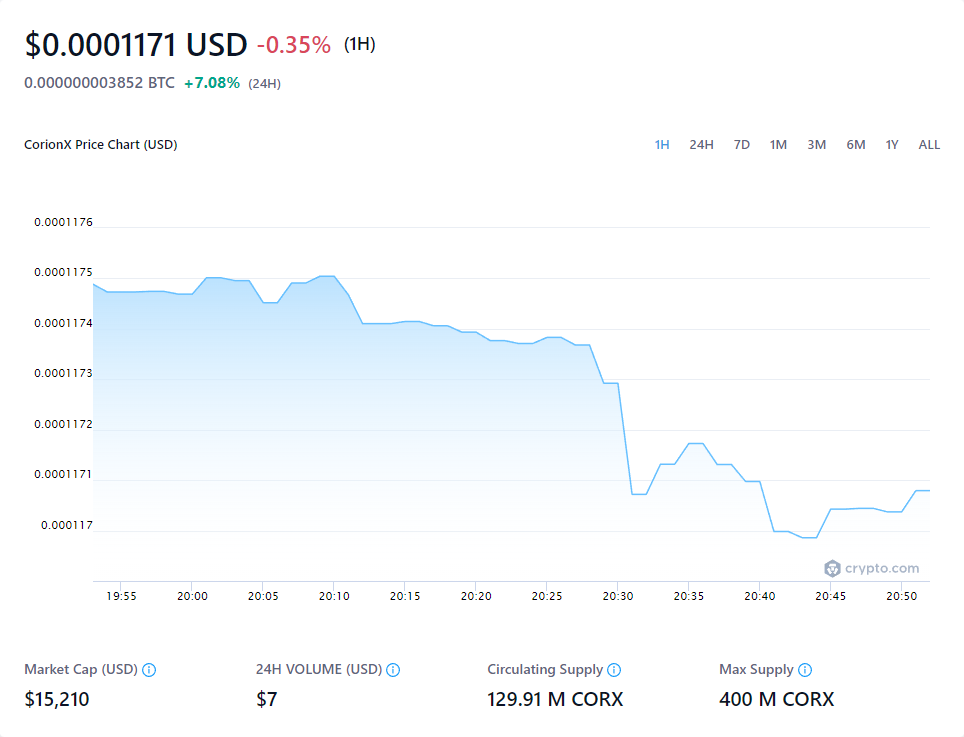 $0.0001171 USD -0.35% (1H)
0.000000003852 BTC +7.08% (24H)
CorionX Price Chart (USD)
1H 24H 7D 1M 3M 6M 1Y ALL
0.0001176
0.0001175
0.0001174
0.0001173
0.0001172
0.0001171
0.000117
crypto.com
19:55 20:00 20:05 20:10 20:15 20:20 20:25 20:30 20:35 20:40 20:45 20:50
Market Cap (USD) 24H VOLUME (USD) Circulating Supply Max Supply
$15,210 $7 129.91 M CORX 400 M CORX